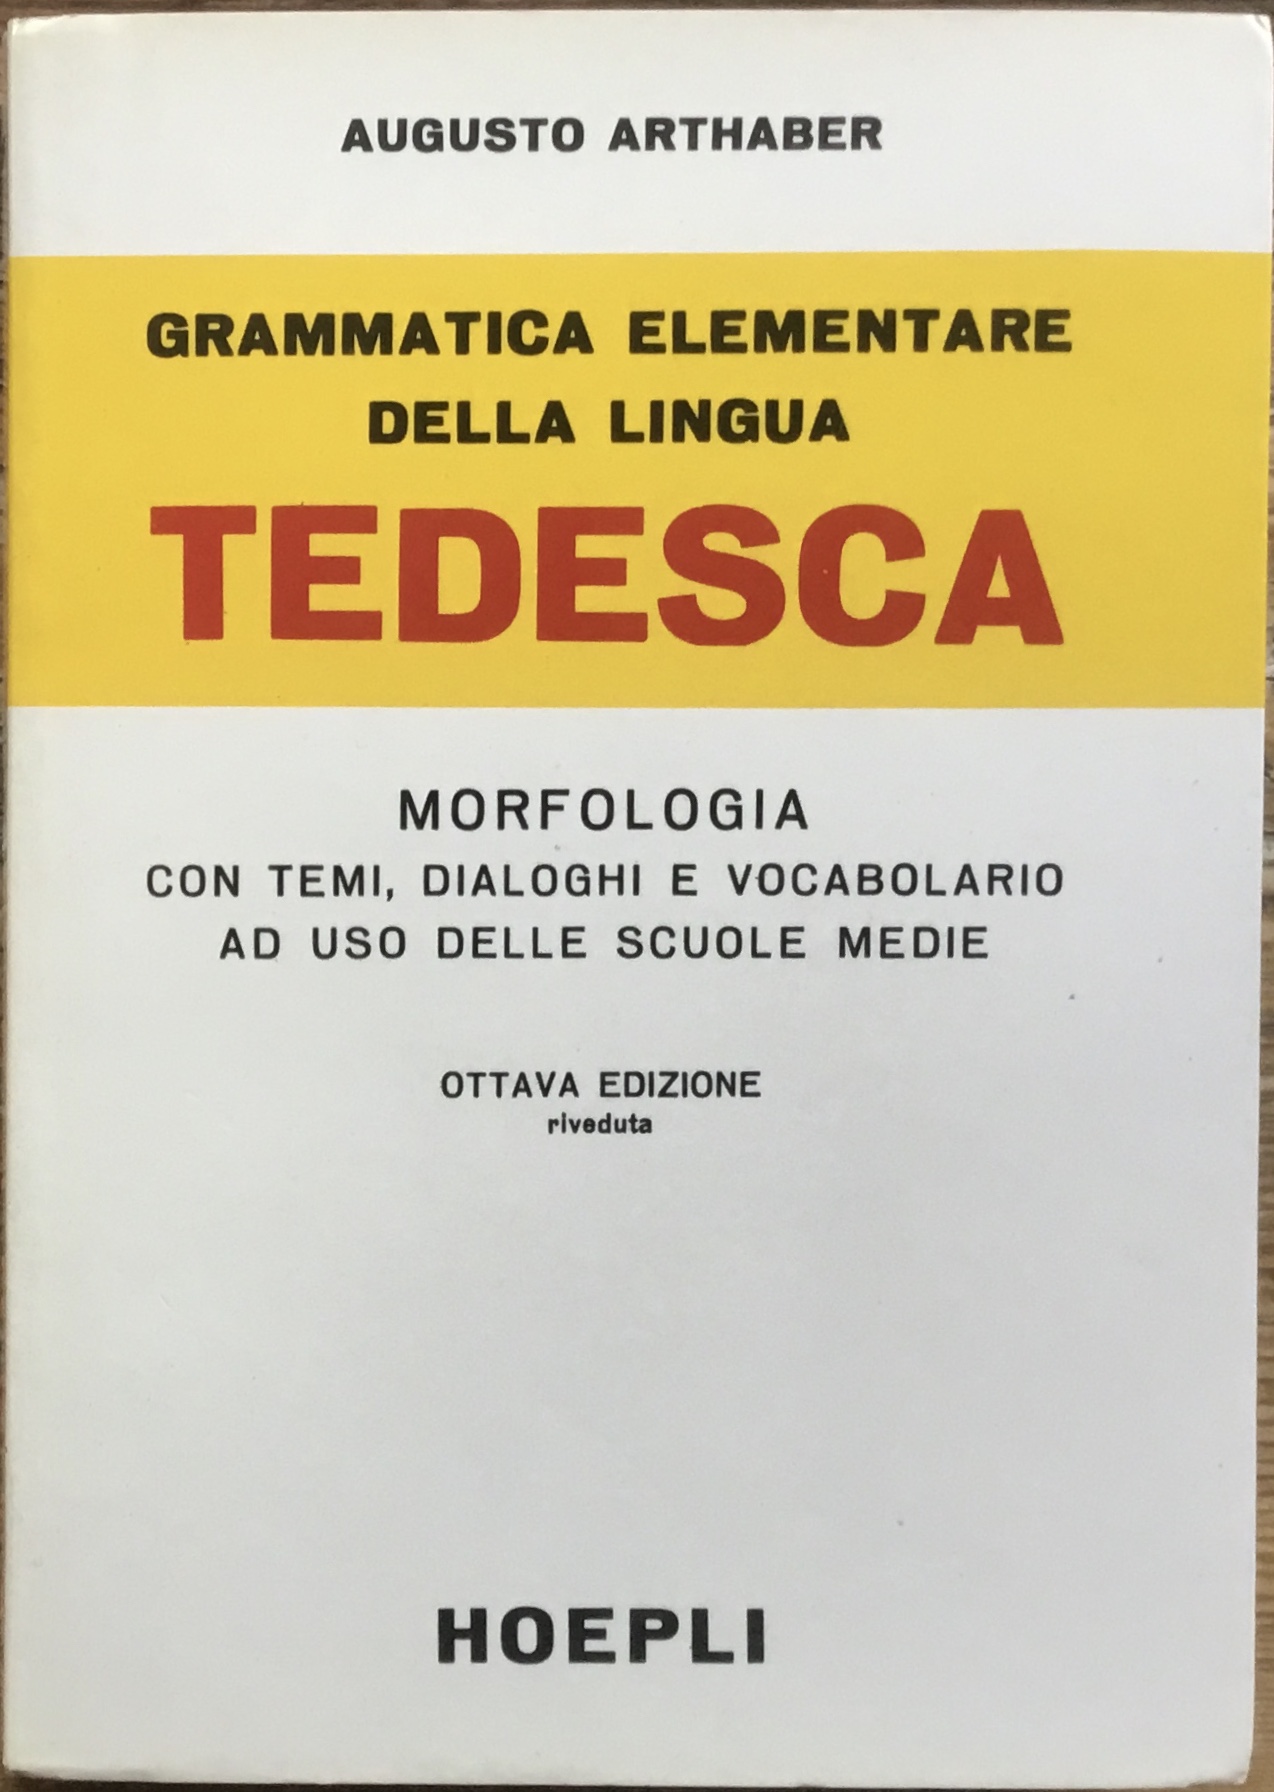 AUGUSTO ARTHABER
GRAMMATICA ELEMENTARE
DELLA LINGUA
TEDESCA
MORFOLOGIA
CON TEMI, DIALOGHI E VOCABOLARIO
AD USO DELLE SCUOLE MEDIE
OTTAVA EDIZIONE
riveduta
HOEPLI